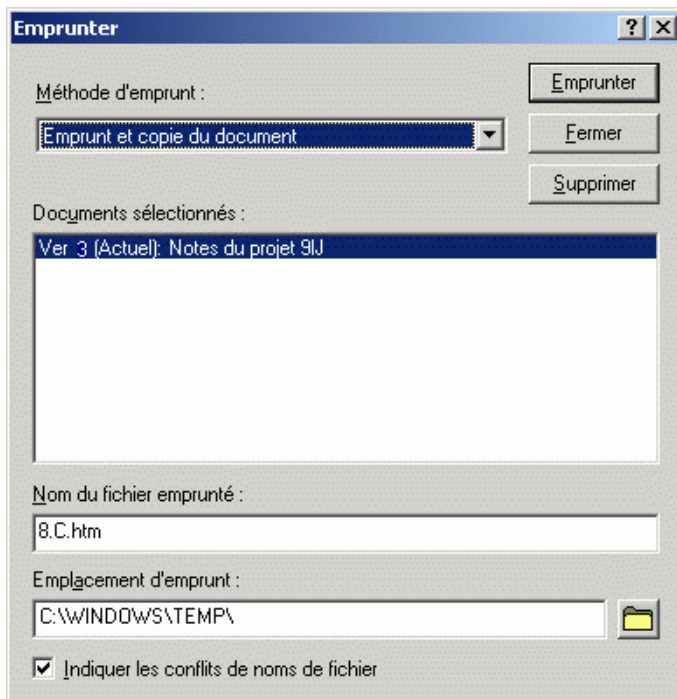 Emprunter
Méthode d'emprunt :
Emprunter
Emprunt et copie du document
Fermer
Supprimer
Documents sélectionnés :
Ver 3 (Actuel): Notes du projet 9IJ
Nom du fichier emprunté :
8.C.htm
Emplacement d'emprunt :
C:\WINDOWS\TEMP\
Indiquer les conflits de noms de fichier